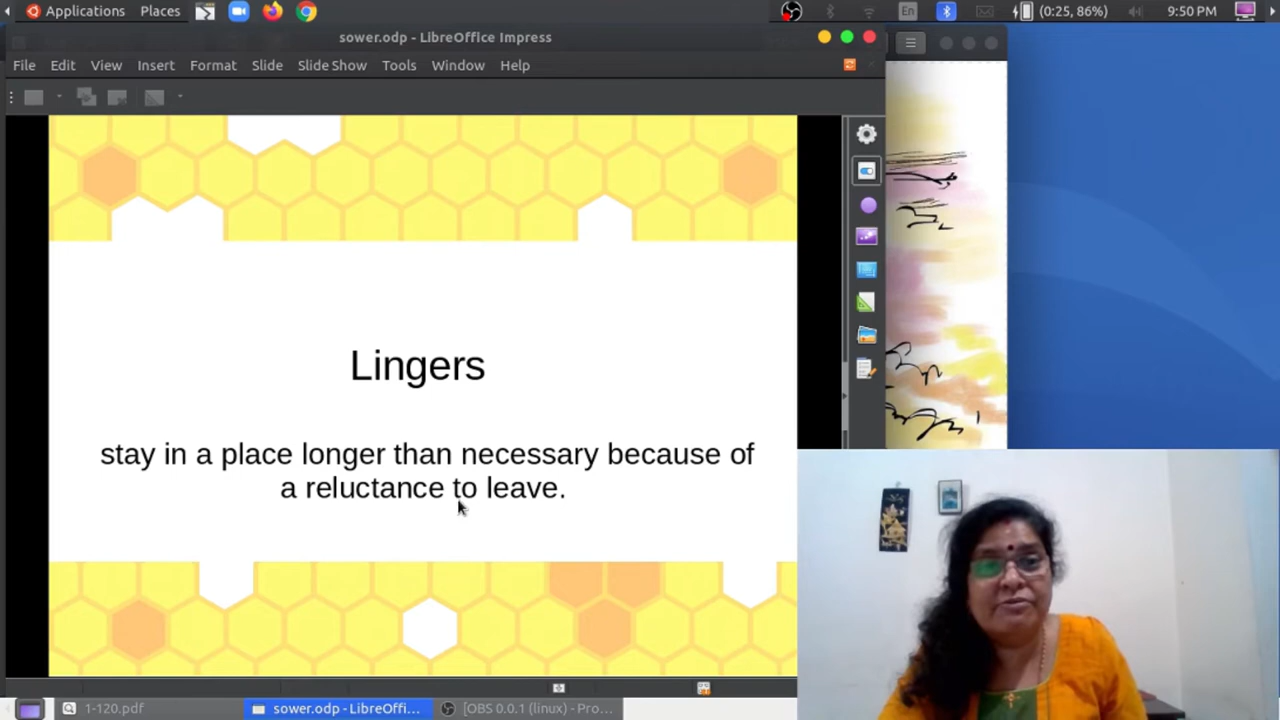 Applications Places En (0:25, 86%) 9:50 PM
sower.odp - LibreOffice Impress
File Edit View Insert Format Slide Slide Show Tools Window Help
Lingers
stay in a place longer than necessary because of
a reluctance to leave.
1-120.pdf sower.odp - LibreOffi... [OBS 0.0.1 (linux) - Pro...